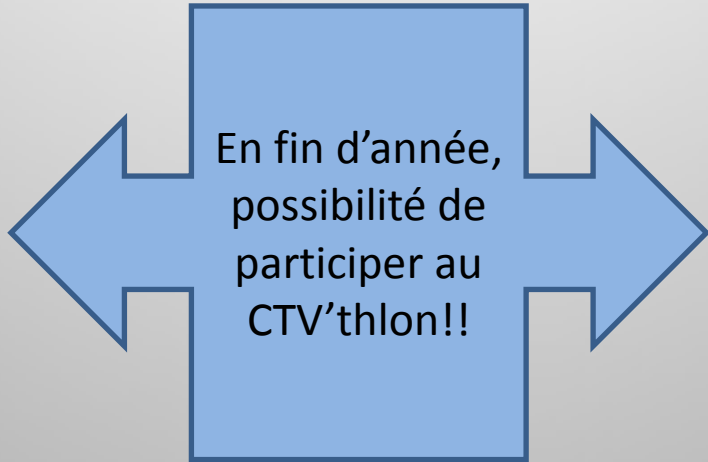 En fin d’année,
possibilité de
participer au
CTV’thlon!!